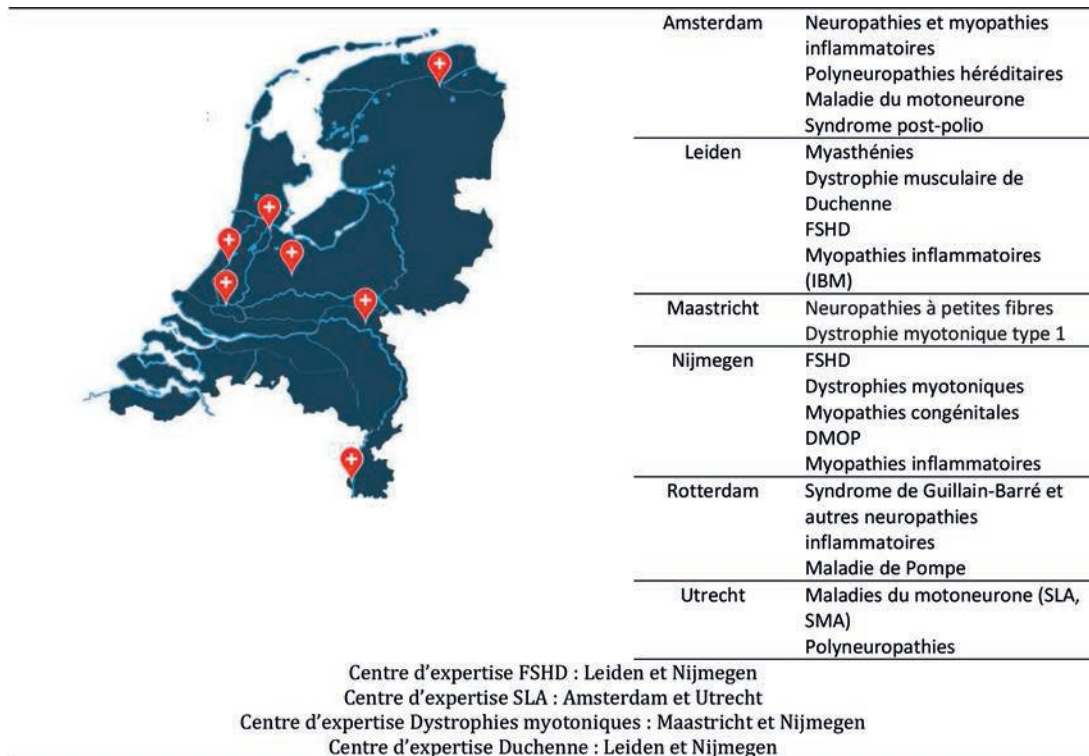 Amsterdam Neuropathies et myopathies
inflammatoires
Polyneuropathies héréditaires
Maladie du motoneurone
Syndrome post-polio
Leiden Myasthénies
Dystrophie musculaire de
Duchenne
FSHD
Myopathies inflammatoires
(IBM)
Maastricht Neuropathies à petites fibres
Dystrophie myotonique type 1
Nijmegen FSHD
Dystrophies myotoniques
Myopathies congénitales
DMOP
Myopathies inflammatoires
Rotterdam Syndrome de Guillain-Barré et
autres neuropathies
inflammatoires
Maladie de Pompe
Utrecht Maladies du motoneurone (SLA,
SMA)
Polyneuropathies
Centre d'expertise FSHD : Leiden et Nijmegen
Centre d'expertise SLA : Amsterdam et Utrecht
Centre d'expertise Dystrophies myotoniques : Maastricht et Nijmegen
Centre d'expertise Duchenne : Leiden et Nijmegen